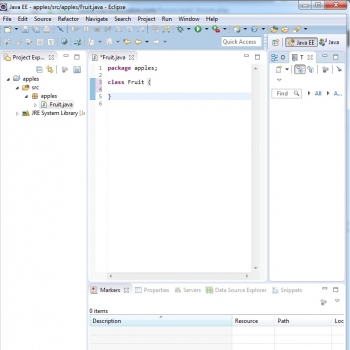 Java EE - apples/src/apples/Fruit.java - Eclipse
File Edit Source Refactor Navigate Search Project Run Window Help
Quick Access
Java EE
Java
Project Exp...
*Fruit.java
O
T
apples
src
apples
Fruit.java
JRE System Library [Ja
1 package apples;
2
3 class Fruit {
4
5 }
6
Find
All
A...
Markers Properties Servers Data Source Explorer Snippets
0 items
Description Resource Path Loc